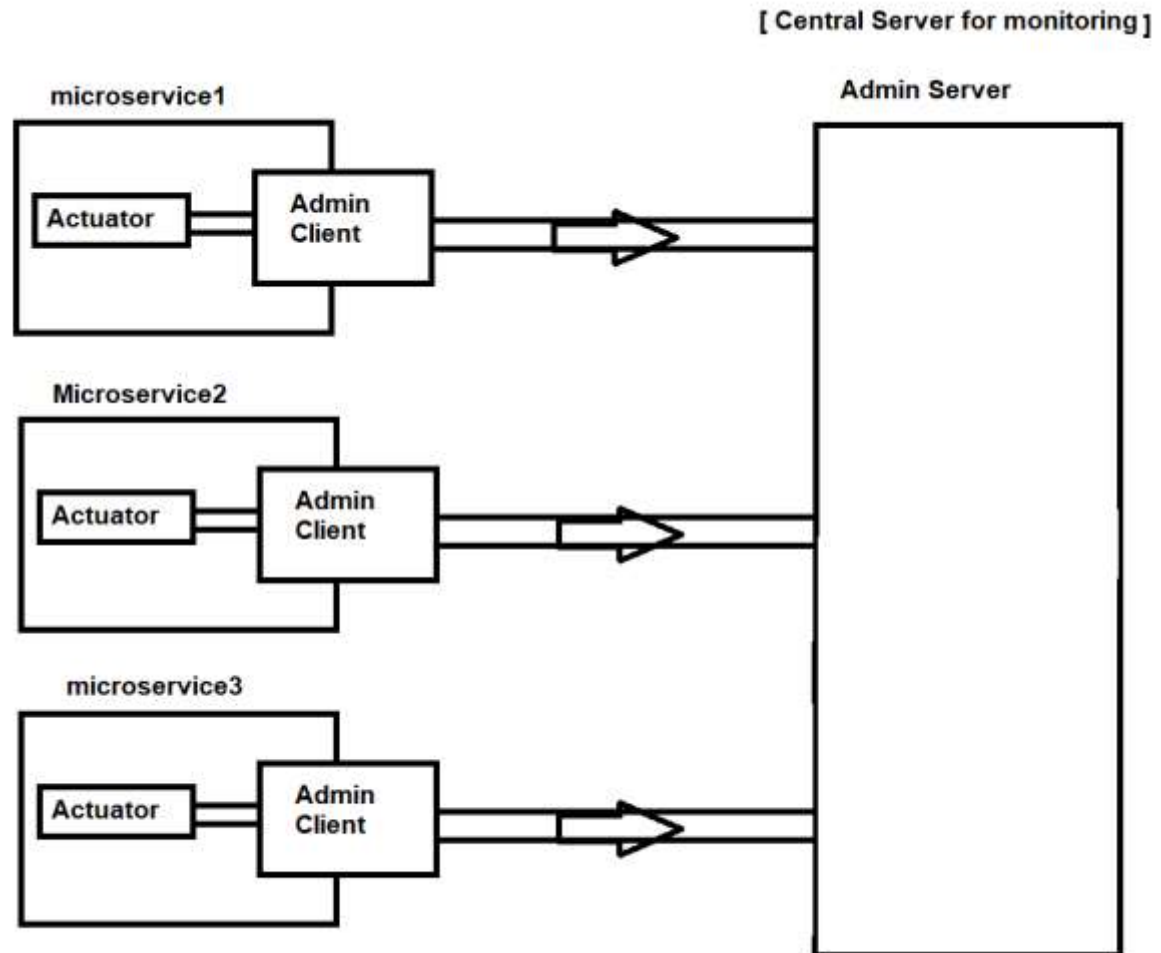 [ Central Server for monitoring ]
Admin Server
microservice1
Actuator
Admin
Client
Microservice2
Actuator
Admin
Client
microservice3
Actuator
Admin
Client